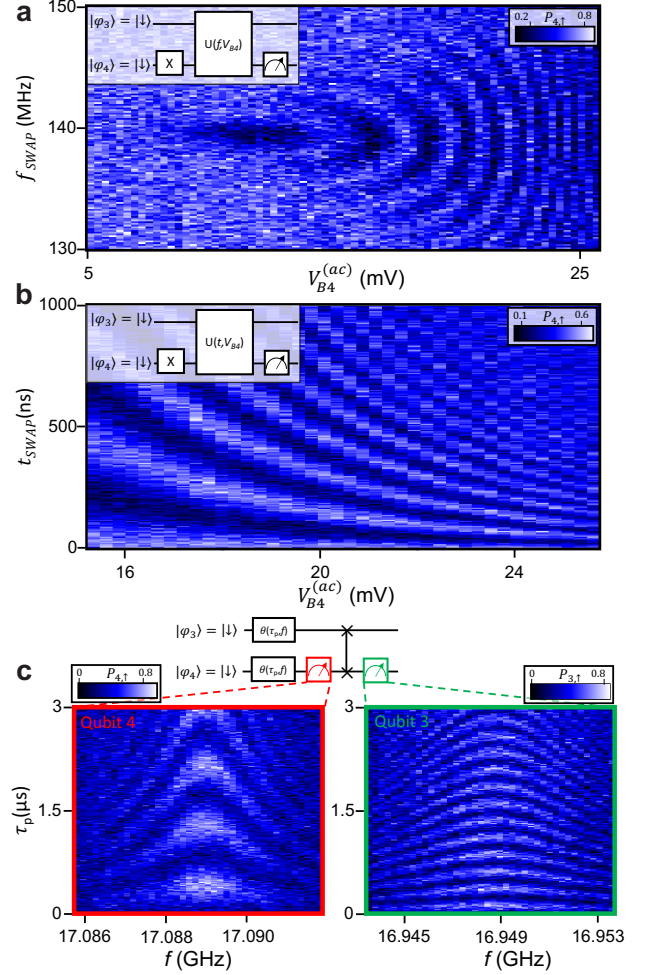 a
150
140
130
f_SWAP (MHz)
|φ₃⟩ = |↓⟩
|φ₄⟩ = |↓⟩
X
U(f,V_B4)
0.2 P₄,↑ 0.8
5 25
V_B4^(ac) (mV)
b
1000
500
0
t_SWAP(ns)
|φ₃⟩ = |↓⟩
|φ₄⟩ = |↓⟩
X
U(t,V_B4)
0.1 P₄,↑ 0.6
16 20 24
V_B4^(ac) (mV)
|φ₃⟩ = |↓⟩ θ(τₚ,f)
|φ₄⟩ = |↓⟩ θ(τₚ,f)
c
0 P₄,↑ 0.8
0 P₃,↑ 0.8
3
1.5
0
τₚ(μs)
Qubit 4
17.086 17.088 17.090
f (GHz)
3
1.5
0
Qubit 3
16.945 16.949 16.953
f (GHz)